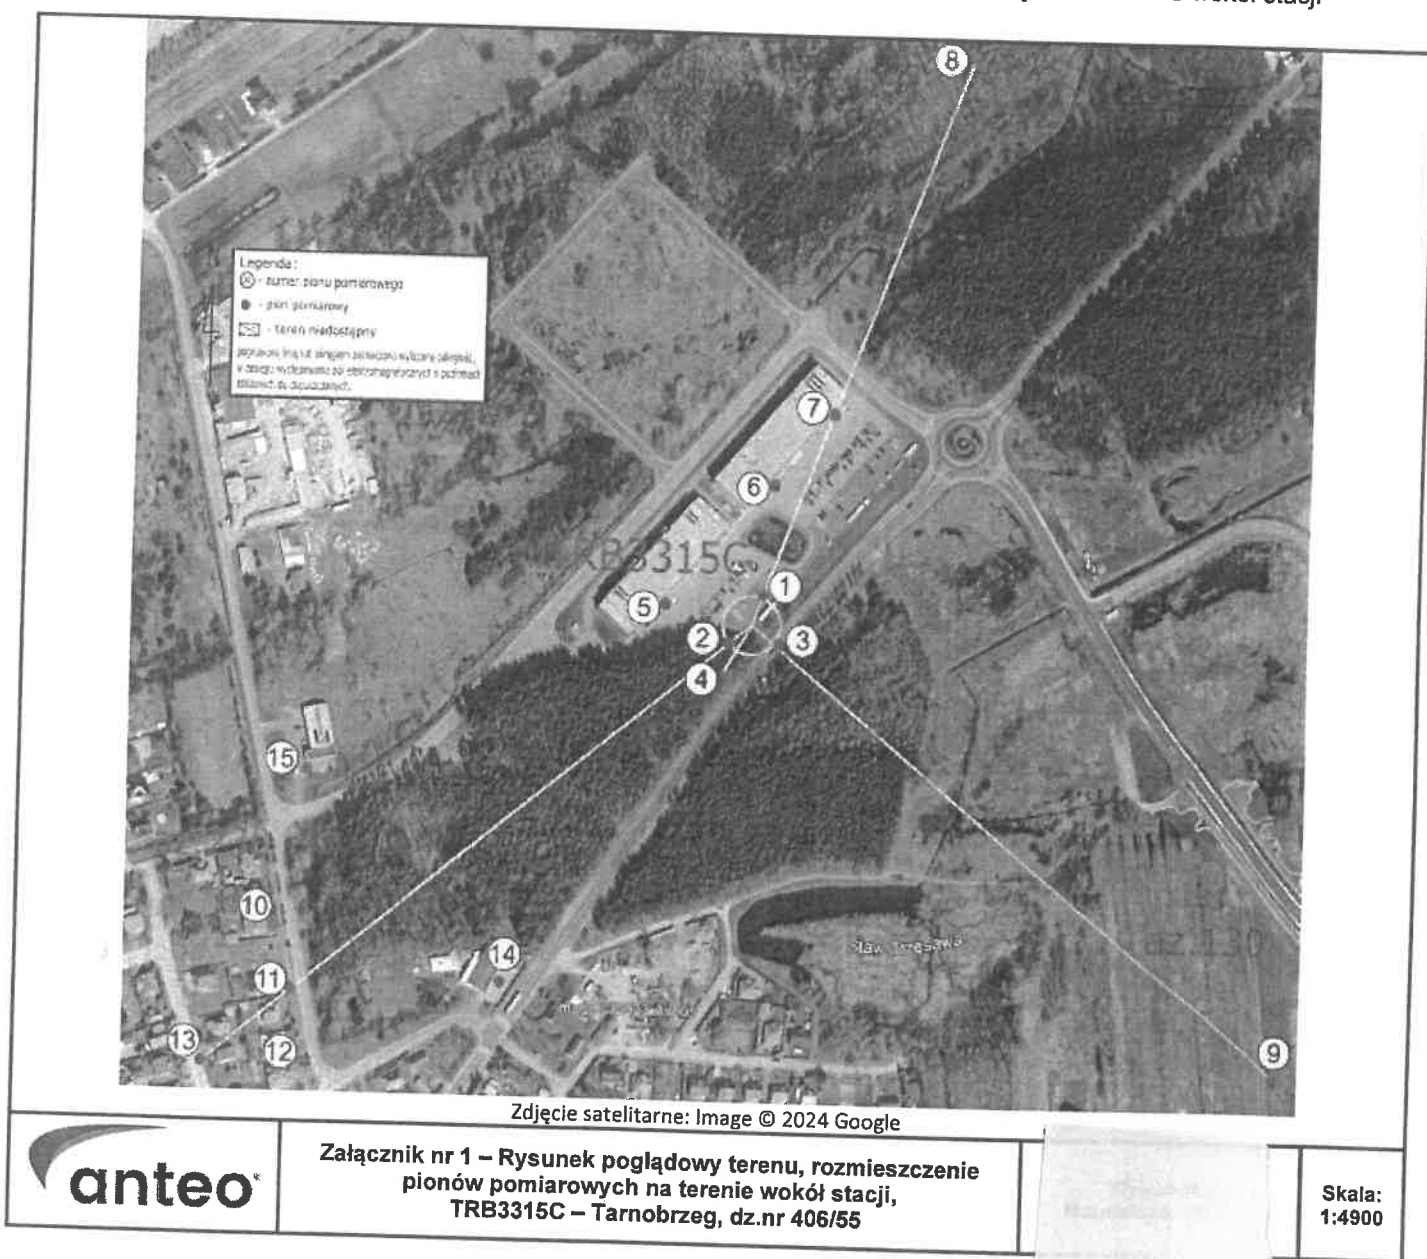 stacji
8
Legenda:
- numer pionu pomiarowego
- pion pomiarowy
- teren niedostępny
7
6
RB3315C
1
5
2
3
4
15
10
14
11
13
12
9
Zdjęcie satelitarne: Image © 2024 Google
anteo
Załącznik nr 1 – Rysunek poglądowy terenu, rozmieszczenie
pionów pomiarowych na terenie wokół stacji,
TRB3315C – Tarnobrzeg, dz.nr 406/55
Skala:
1:4900